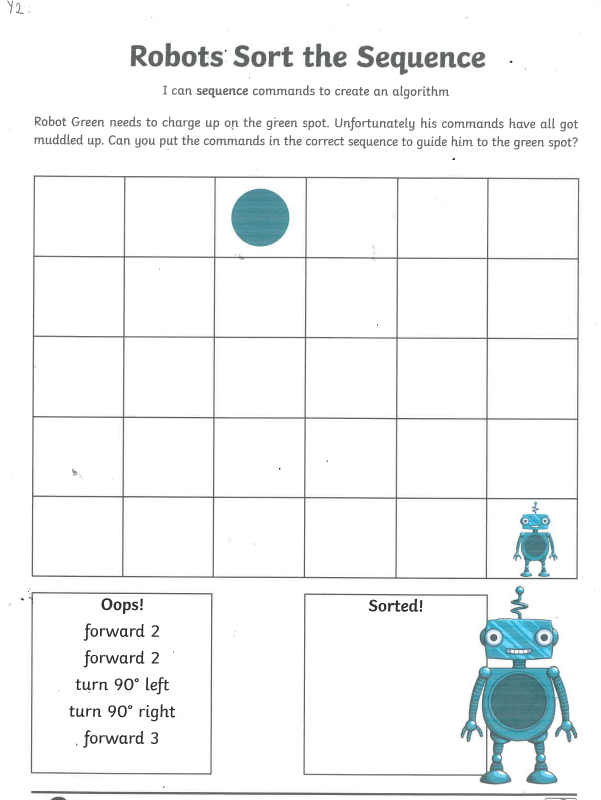 Y2:
Robots Sort the Sequence
I can sequence commands to create an algorithm
Robot Green needs to charge up on the green spot. Unfortunately his commands have all got
muddled up. Can you put the commands in the correct sequence to guide him to the green spot?
Oops!
forward 2
forward 2
turn 90° left
turn 90° right
forward 3
Sorted!